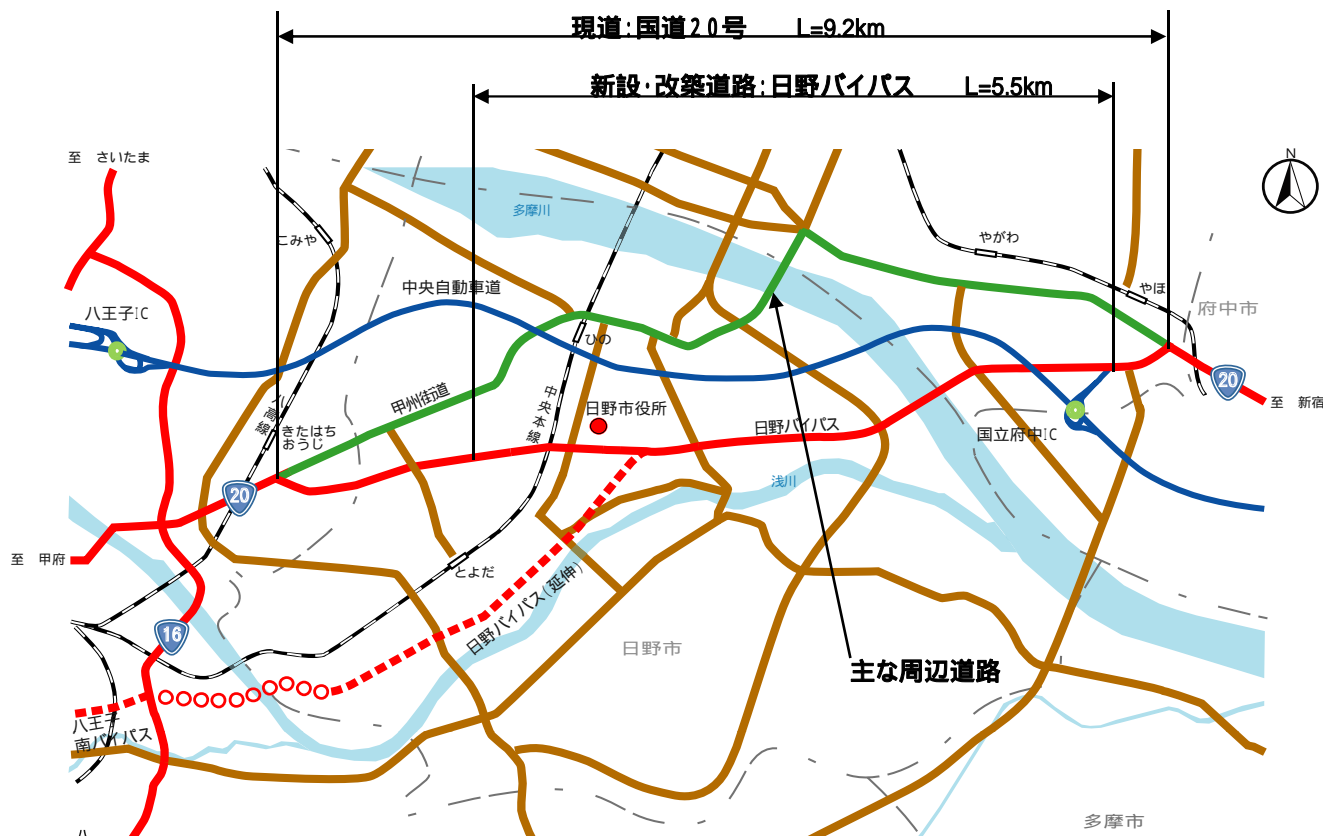 現道:国道20号 L=9.2km
新設・改築道路:日野バイパス L=5.5km
至 さいたま
N
多摩川
こみや
やがわ
中央自動車道
やほ
八王子IC
府中市
ひの
20
至 新宿
甲州街道
中央本線
日野市役所
八高線
きたはち
おうじ
日野バイパス
国立府中IC
20
浅川
至 甲府
とよだ
日野バイパス(延伸)
16
日野市
主な周辺道路
八王子
南バイパス
多摩市